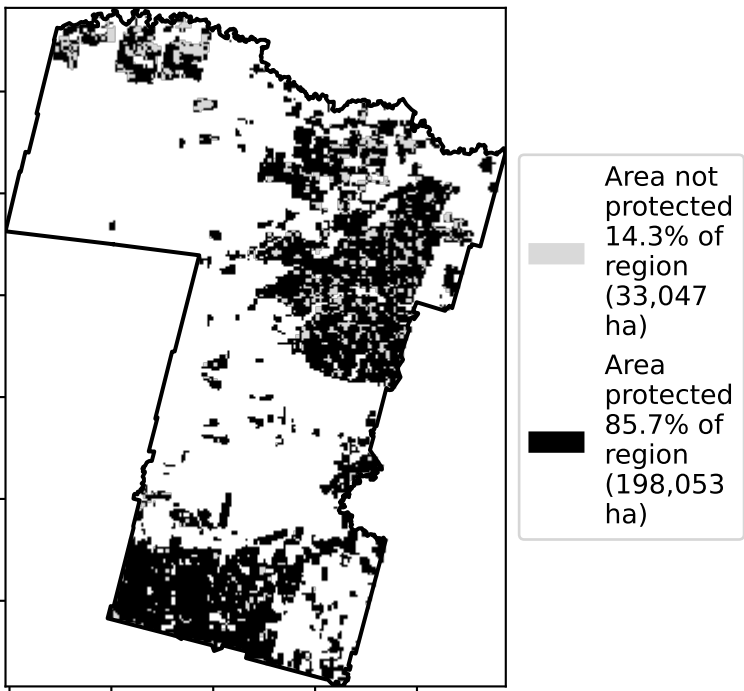 Area not
protected
14.3% of
region
(33,047
ha)
Area
protected
85.7% of
region
(198,053
ha)